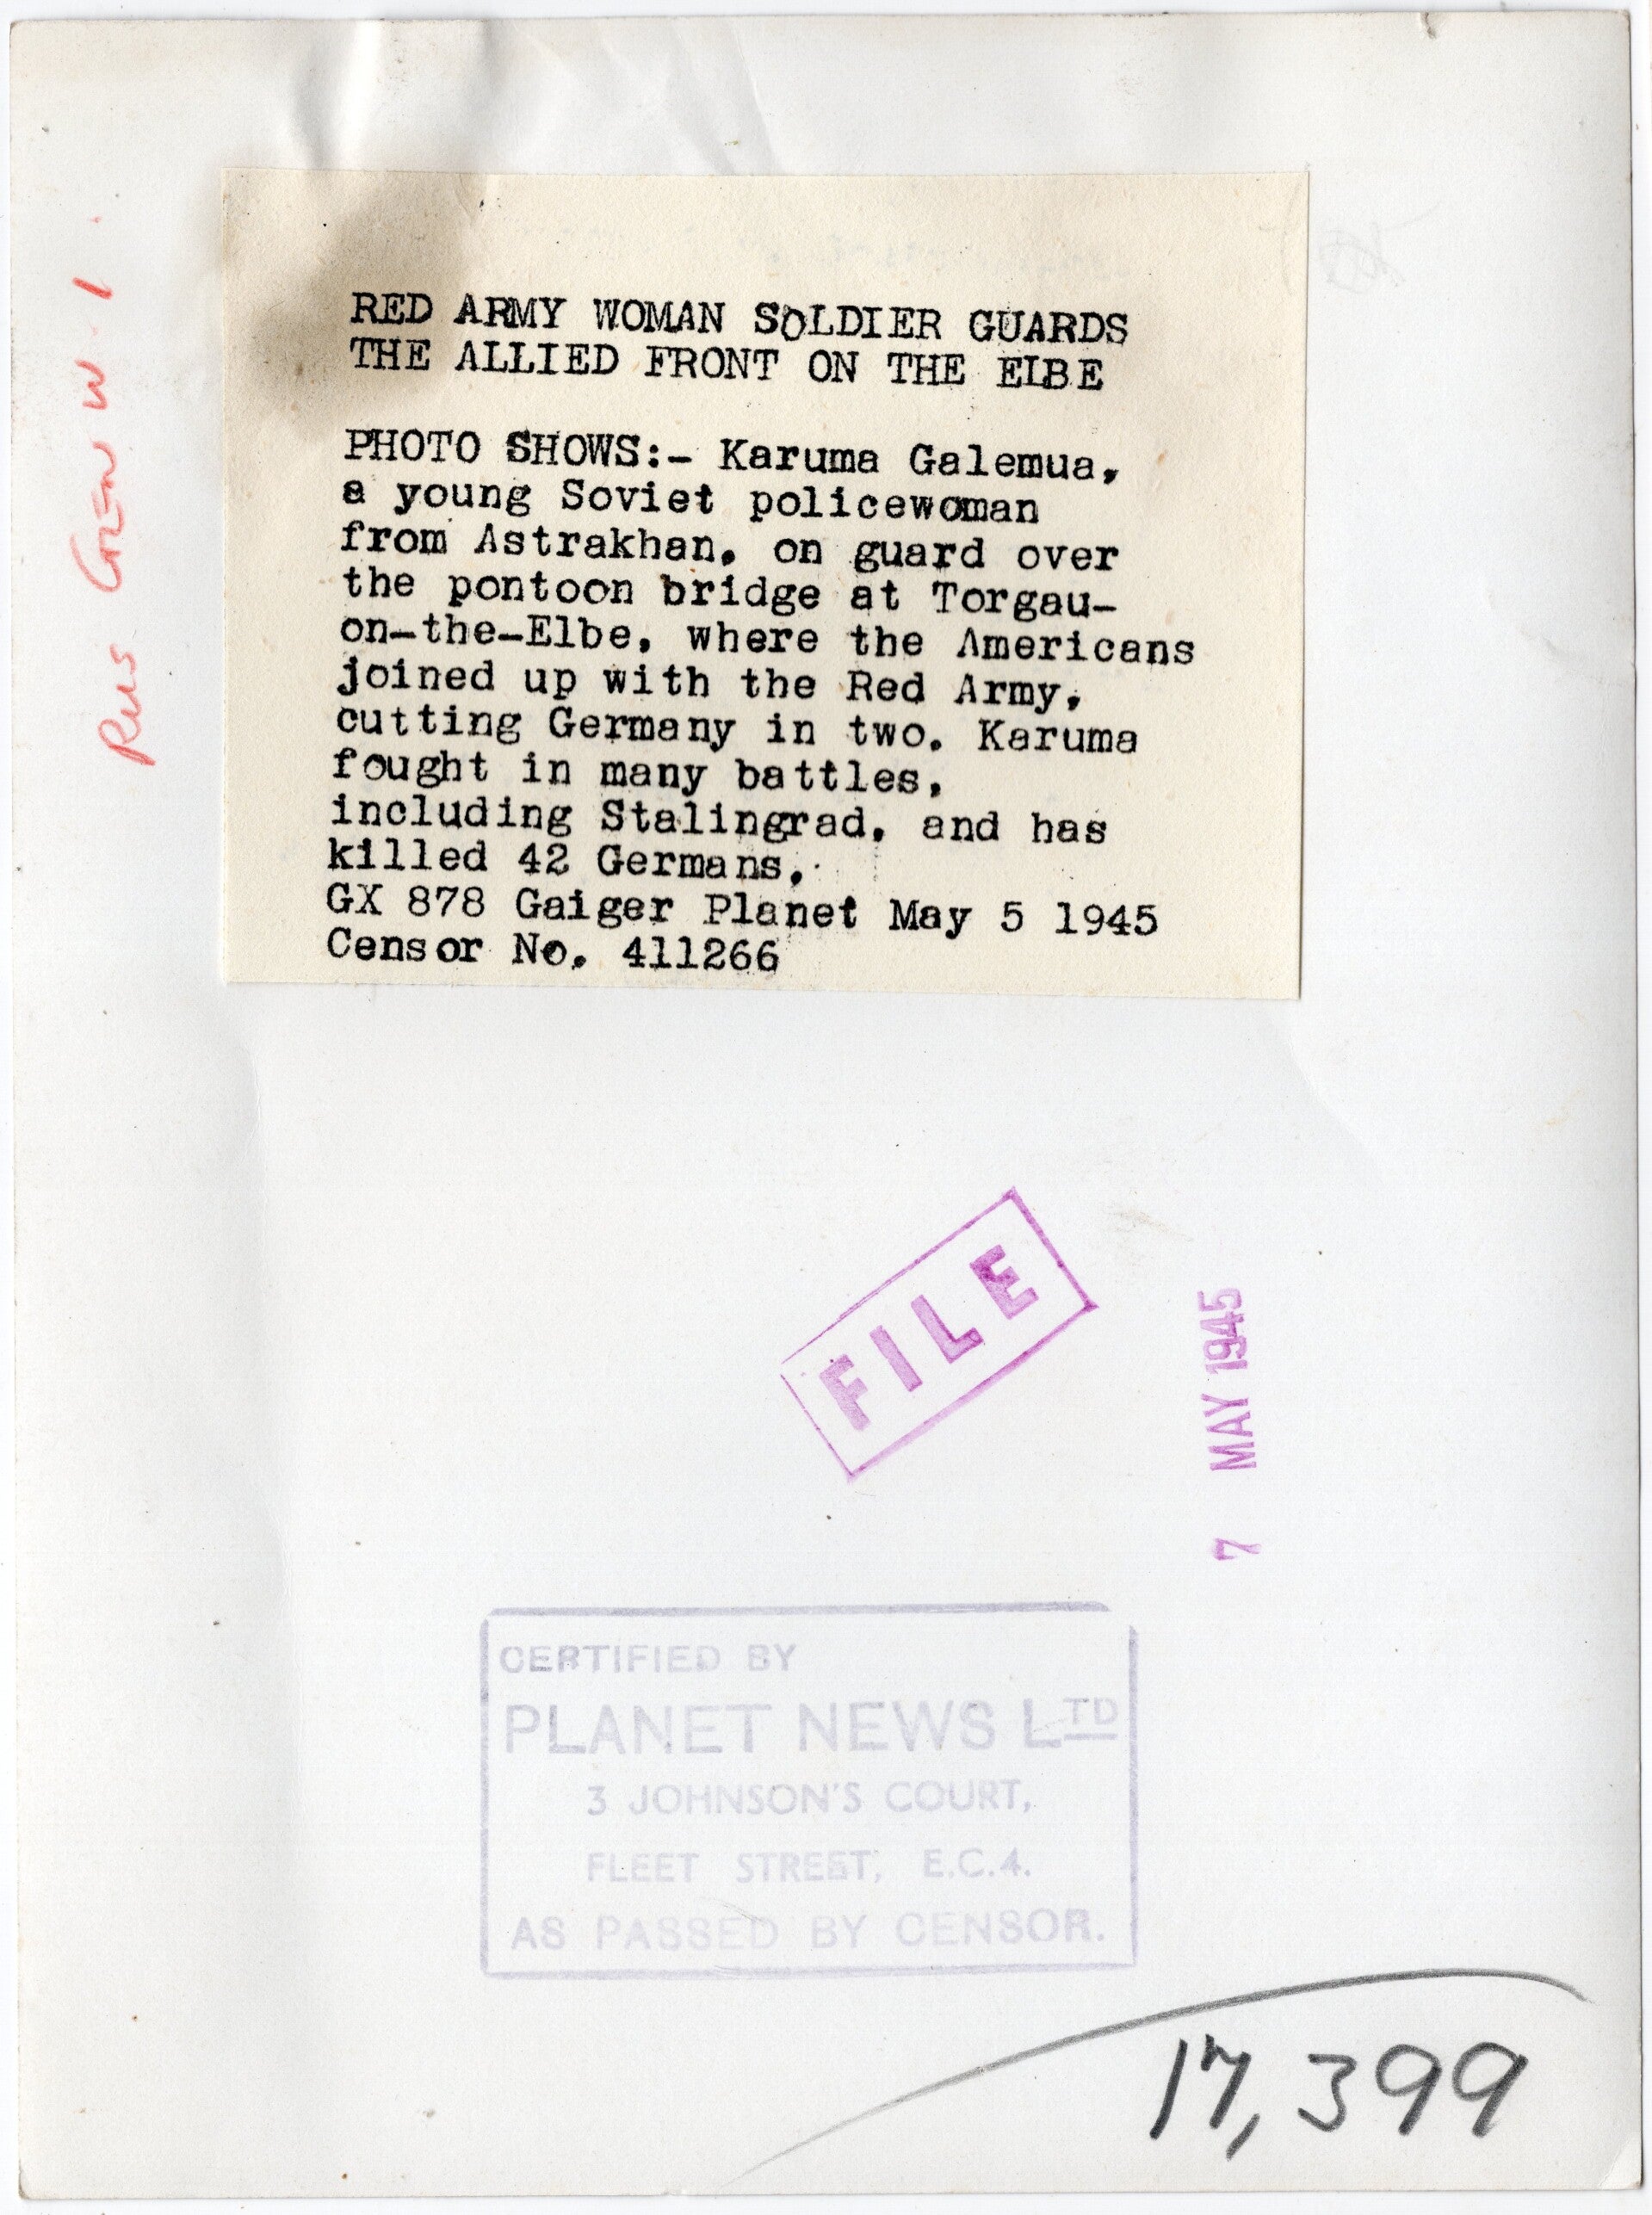 RED ARMY WOMAN SOLDIER GUARDS
THE ALLIED FRONT ON THE ElBE
PHOTO SHOWS:- Karuma Galemua,
a young Soviet policewoman
from Astrakhan, on guard over
the pontoon bridge at Torgau-
on-the-Elbe, where the Americans
joined up with the Red Army,
cutting Germany in two. Karuma
fought in many battles,
including Stalingrad, and has
killed 42 Germans.
GX 878 Gaiger Planet May 5 1945
Censor No. 411266
Rus Gen W. 1.
FILE
7 MAY 1945
CERTIFIED BY
PLANET NEWS LTD
3 JOHNSON'S COURT,
FLEET STREET, E.C.4.
AS PASSED BY CENSOR.
17,399